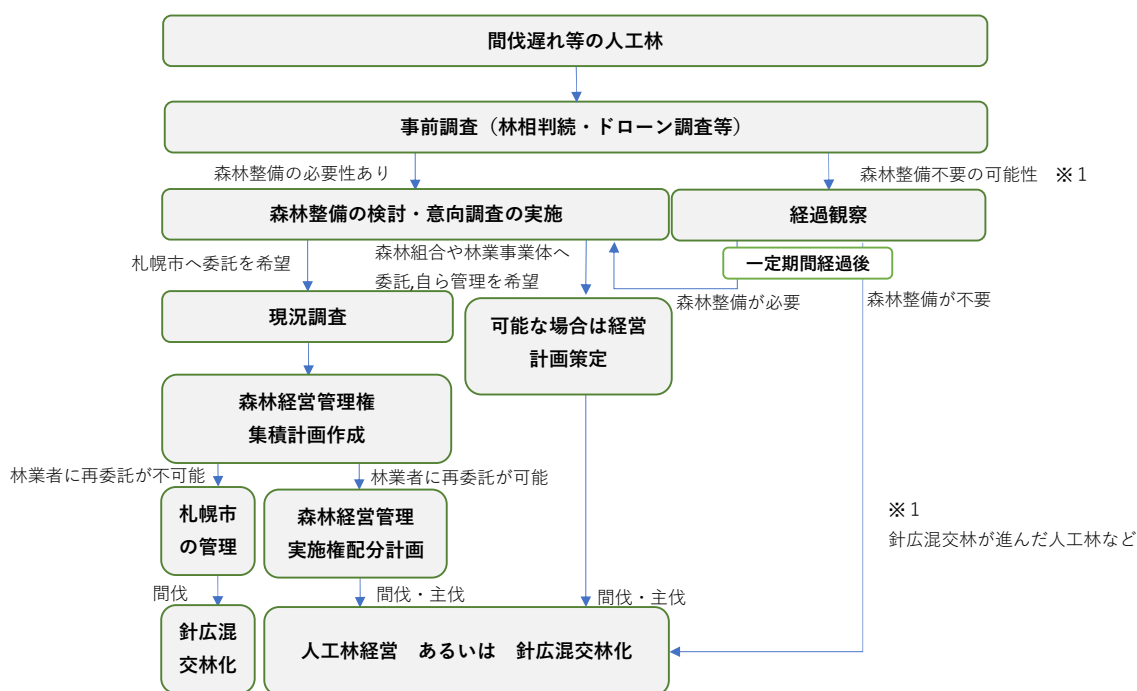 間伐遅れ等の人工林
事前調査（林相判続・ドローン調査等）
森林整備の必要性あり
森林整備不要の可能性　※１
森林整備の検討・意向調査の実施
経過観察
札幌市へ委託を希望
森林組合や林業事業体へ
委託,自ら管理を希望
一定期間経過後
森林整備が必要
森林整備が不要
現況調査
可能な場合は経営
計画策定
森林経営管理権
集積計画作成
林業者に再委託が不可能
林業者に再委託が可能
札幌市
の管理
森林経営管理
実施権配分計画
※１
針広混交林が進んだ人工林など
間伐
間伐・主伐
間伐・主伐
針広混
交林化
人工林経営　あるいは　針広混交林化